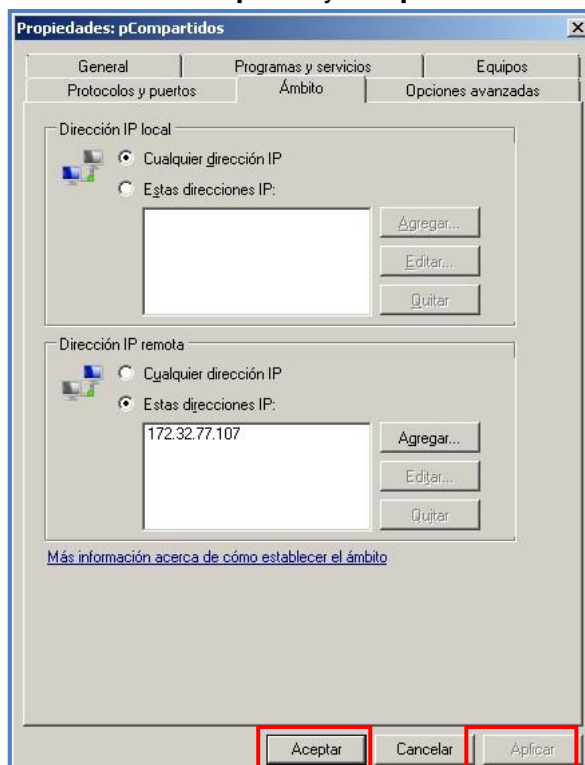 Propiedades: pCompartidos
General Programas y servicios Equipos
Protocolos y puertos Ámbito Opciones avanzadas
Dirección IP local
Cualquier dirección IP
Estas direcciones IP:
Agregar...
Editar...
Quitar
Dirección IP remota
Cualquier dirección IP
Estas direcciones IP:
172.32.77.107
Agregar...
Editar...
Quitar
Más información acerca de cómo establecer el ámbito
Aceptar Cancelar Aplicar